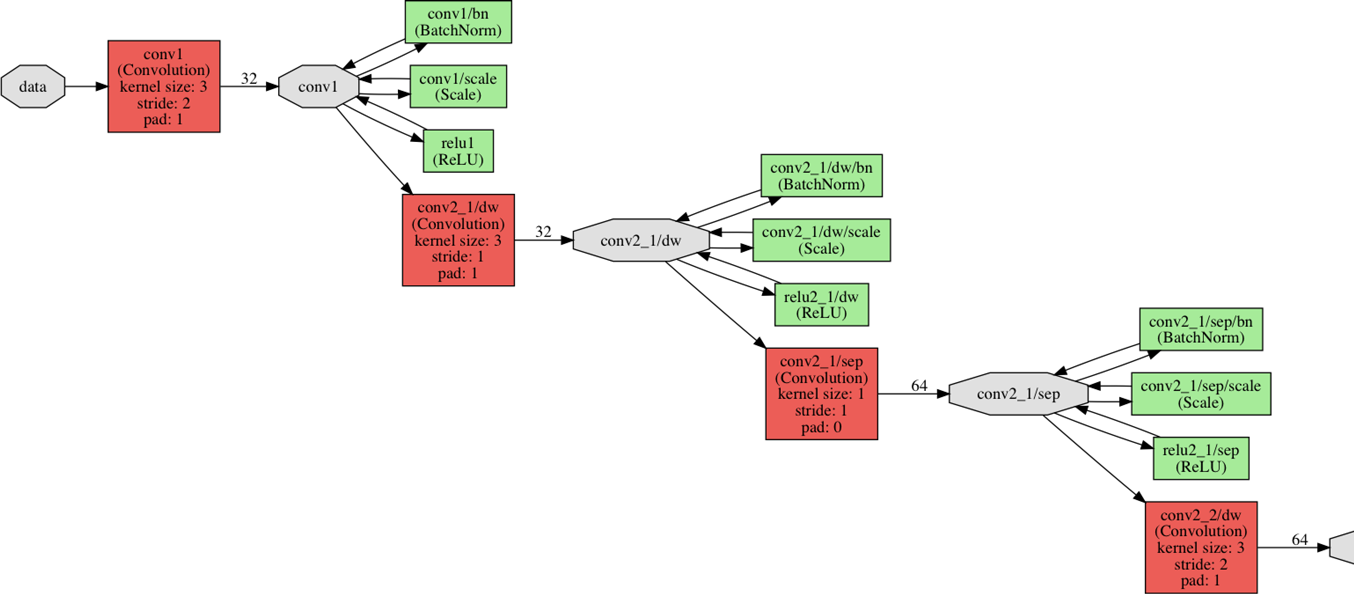 data
conv1
(Convolution)
kernel size: 3
stride: 2
pad: 1
32
conv1
conv1/bn
(BatchNorm)
conv1/scale
(Scale)
relu1
(ReLU)
conv2_1/dw
(Convolution)
kernel size: 3
stride: 1
pad: 1
32
conv2_1/dw
conv2_1/dw/bn
(BatchNorm)
conv2_1/dw/scale
(Scale)
relu2_1/dw
(ReLU)
conv2_1/sep
(Convolution)
kernel size: 1
stride: 1
pad: 0
64
conv2_1/sep
conv2_1/sep/bn
(BatchNorm)
conv2_1/sep/scale
(Scale)
relu2_1/sep
(ReLU)
conv2_2/dw
(Convolution)
kernel size: 3
stride: 2
pad: 1
64